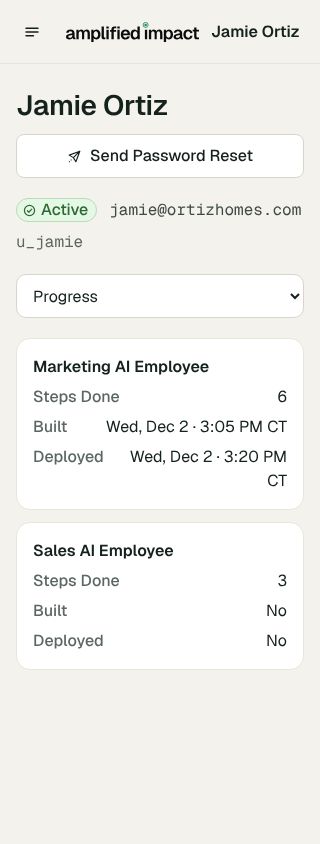 amplified impact Jamie Ortiz
Jamie Ortiz
Send Password Reset
Active jamie@ortizhomes.com
u_jamie
Progress
Marketing AI Employee
Steps Done 6
Built Wed, Dec 2 · 3:05 PM CT
Deployed Wed, Dec 2 · 3:20 PM
CT
Sales AI Employee
Steps Done 3
Built No
Deployed No